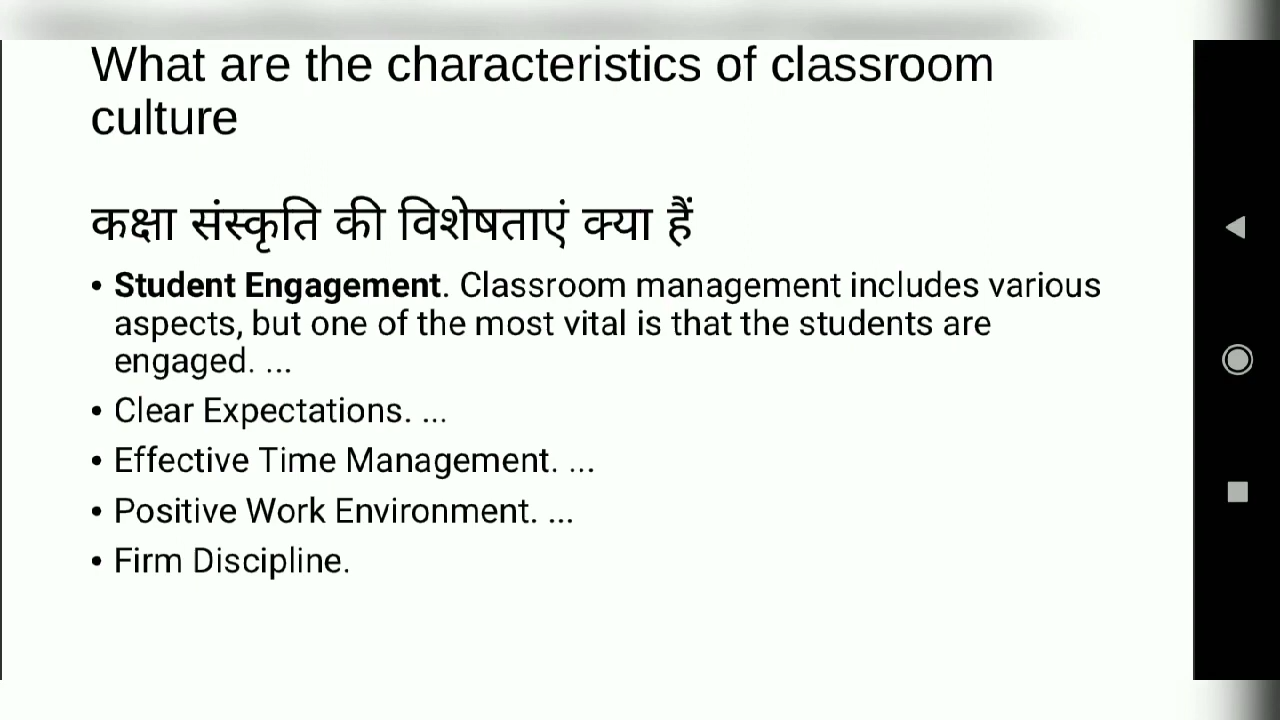 What are the characteristics of classroom
culture
कक्षा संस्कृति की विशेषताएं क्या हैं
• Student Engagement. Classroom management includes various
aspects, but one of the most vital is that the students are
engaged. ...
• Clear Expectations. ...
• Effective Time Management. ...
• Positive Work Environment. ...
• Firm Discipline.